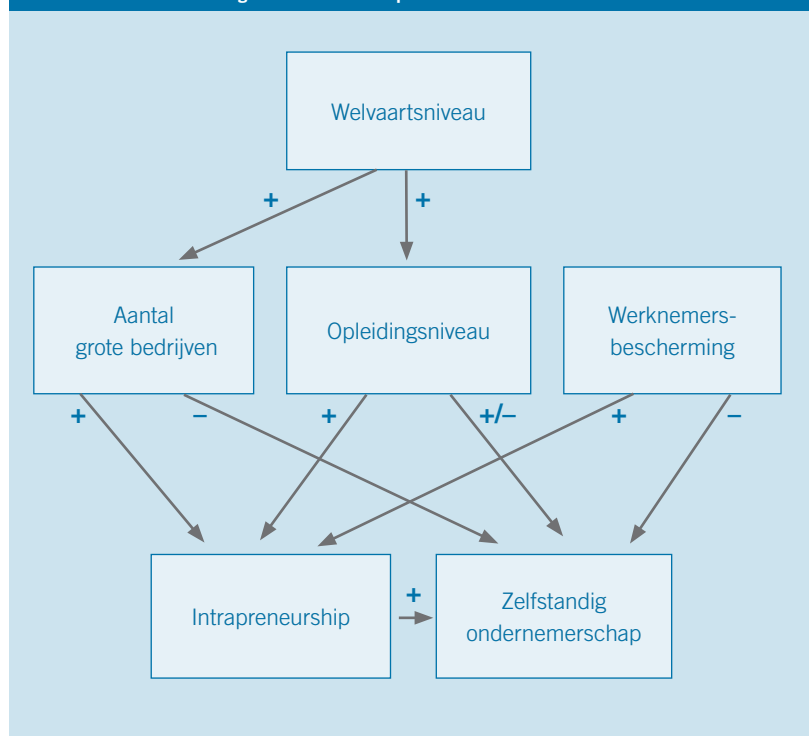 Welvaartsniveau
+ +
Aantal
grote bedrijven
Opleidingsniveau
Werknemers-
bescherming
+ – + +/– + –
Intrapreneurship
+
Zelfstandig
ondernemerschap